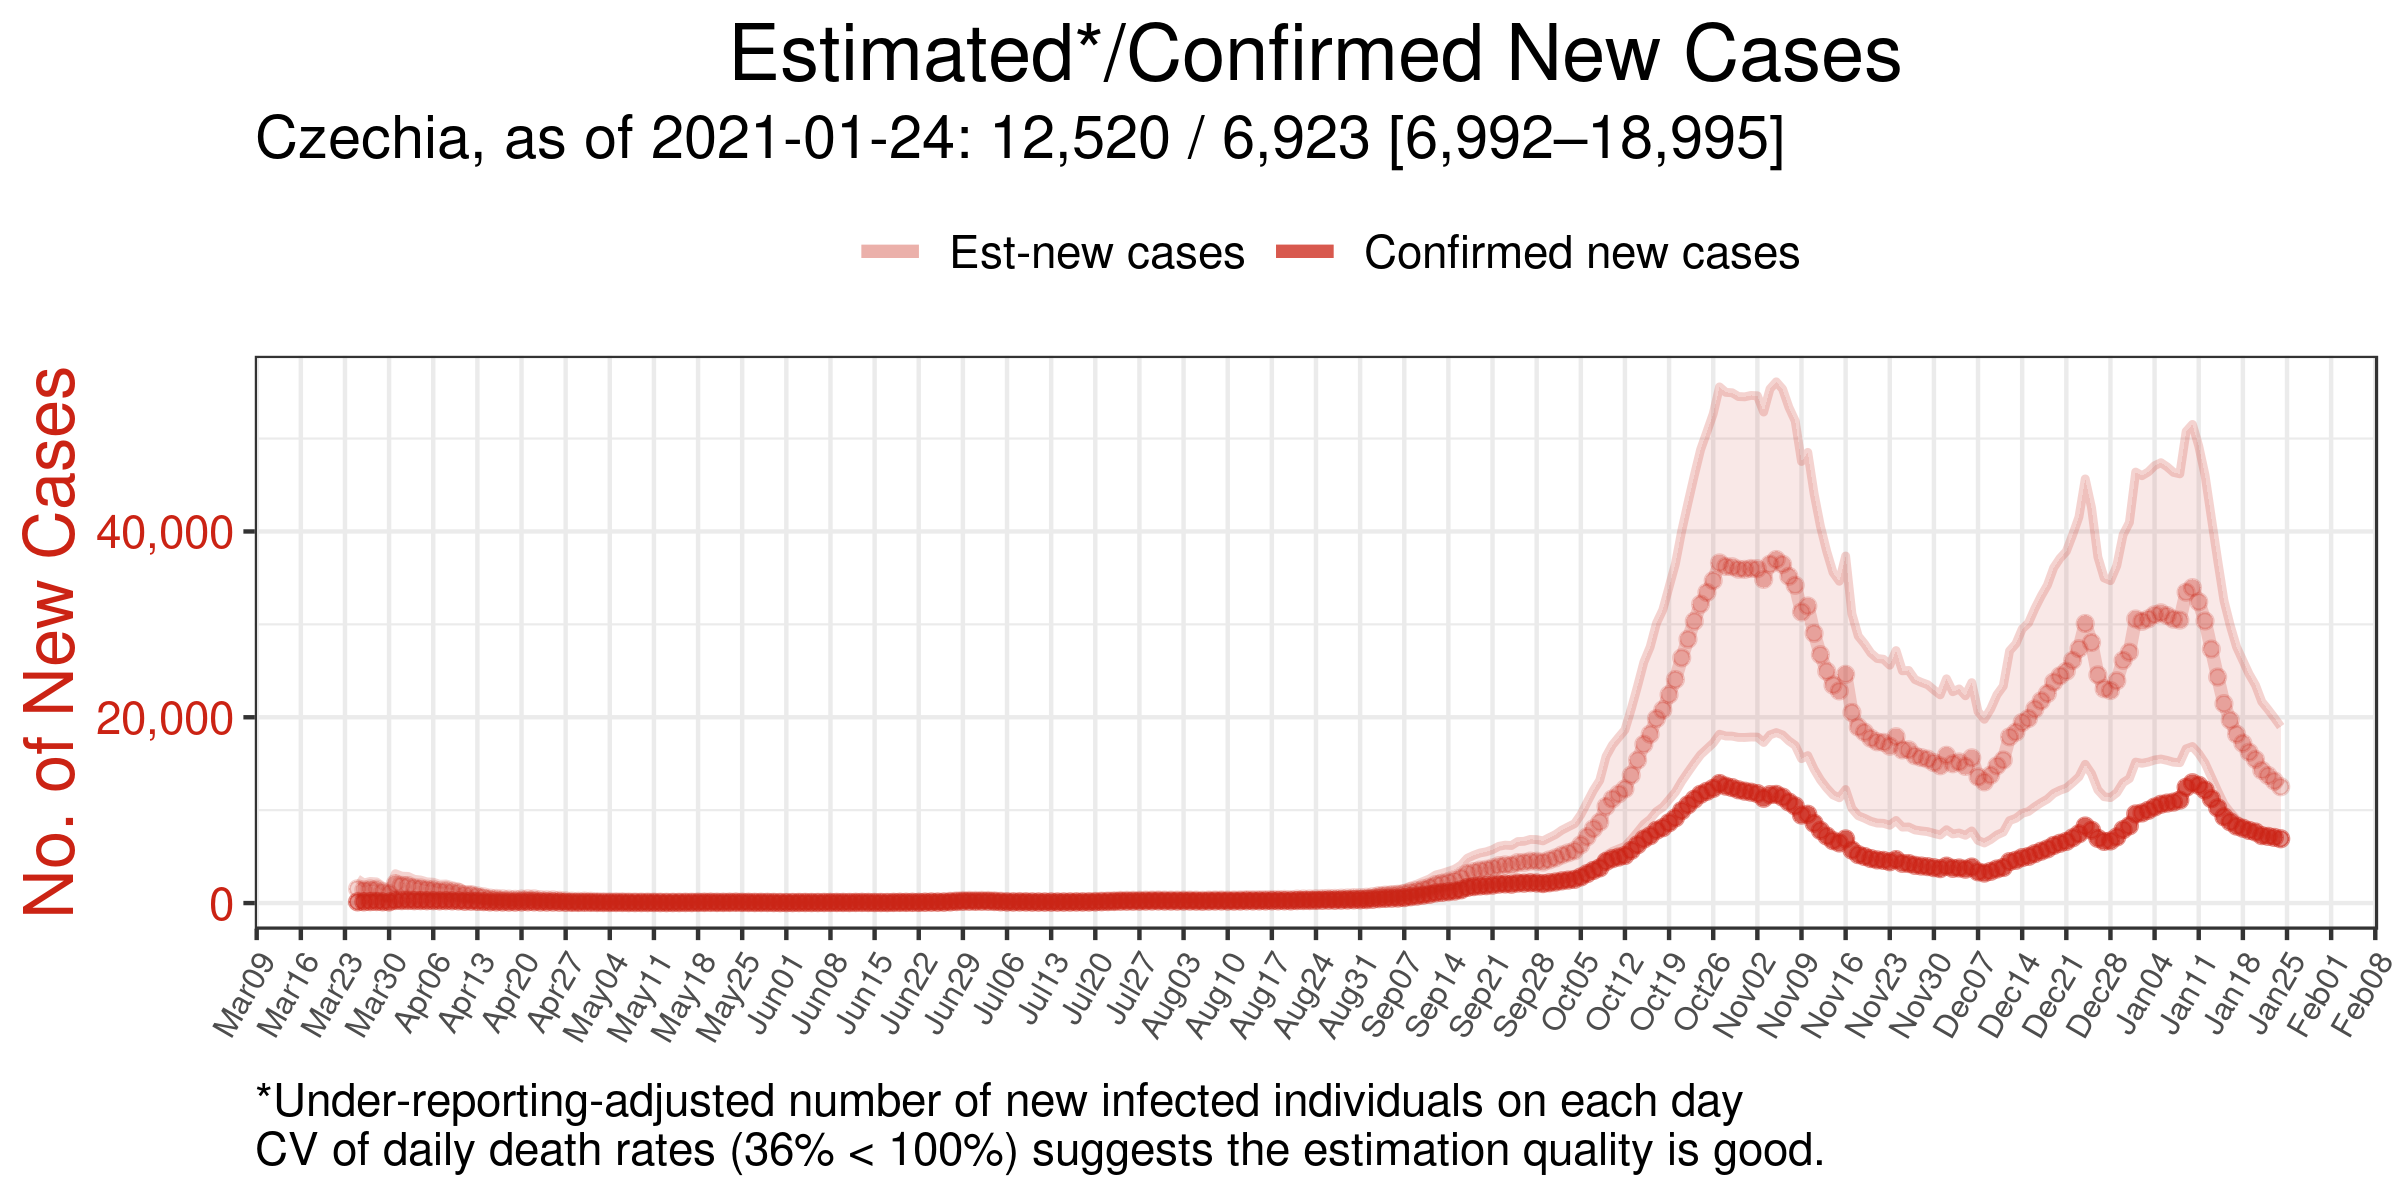 Estimated*/Confirmed New Cases
Czechia, as of 2021-01-24: 12,520 / 6,923 [6,992–18,995]
Est-new cases Confirmed new cases
No. of New Cases
40,000
20,000
0
Mar09 Mar16 Mar23 Mar30 Apr06 Apr13 Apr20 Apr27 May04 May11 May18 May25 Jun01 Jun08 Jun15 Jun22 Jun29 Jul06 Jul13 Jul20 Jul27 Aug03 Aug10 Aug17 Aug24 Aug31 Sep07 Sep14 Sep21 Sep28 Oct05 Oct12 Oct19 Oct26 Nov02 Nov09 Nov16 Nov23 Nov30 Dec07 Dec14 Dec21 Dec28 Jan04 Jan11 Jan18 Jan25 Feb01 Feb08
*Under-reporting-adjusted number of new infected individuals on each day
CV of daily death rates (36% < 100%) suggests the estimation quality is good.